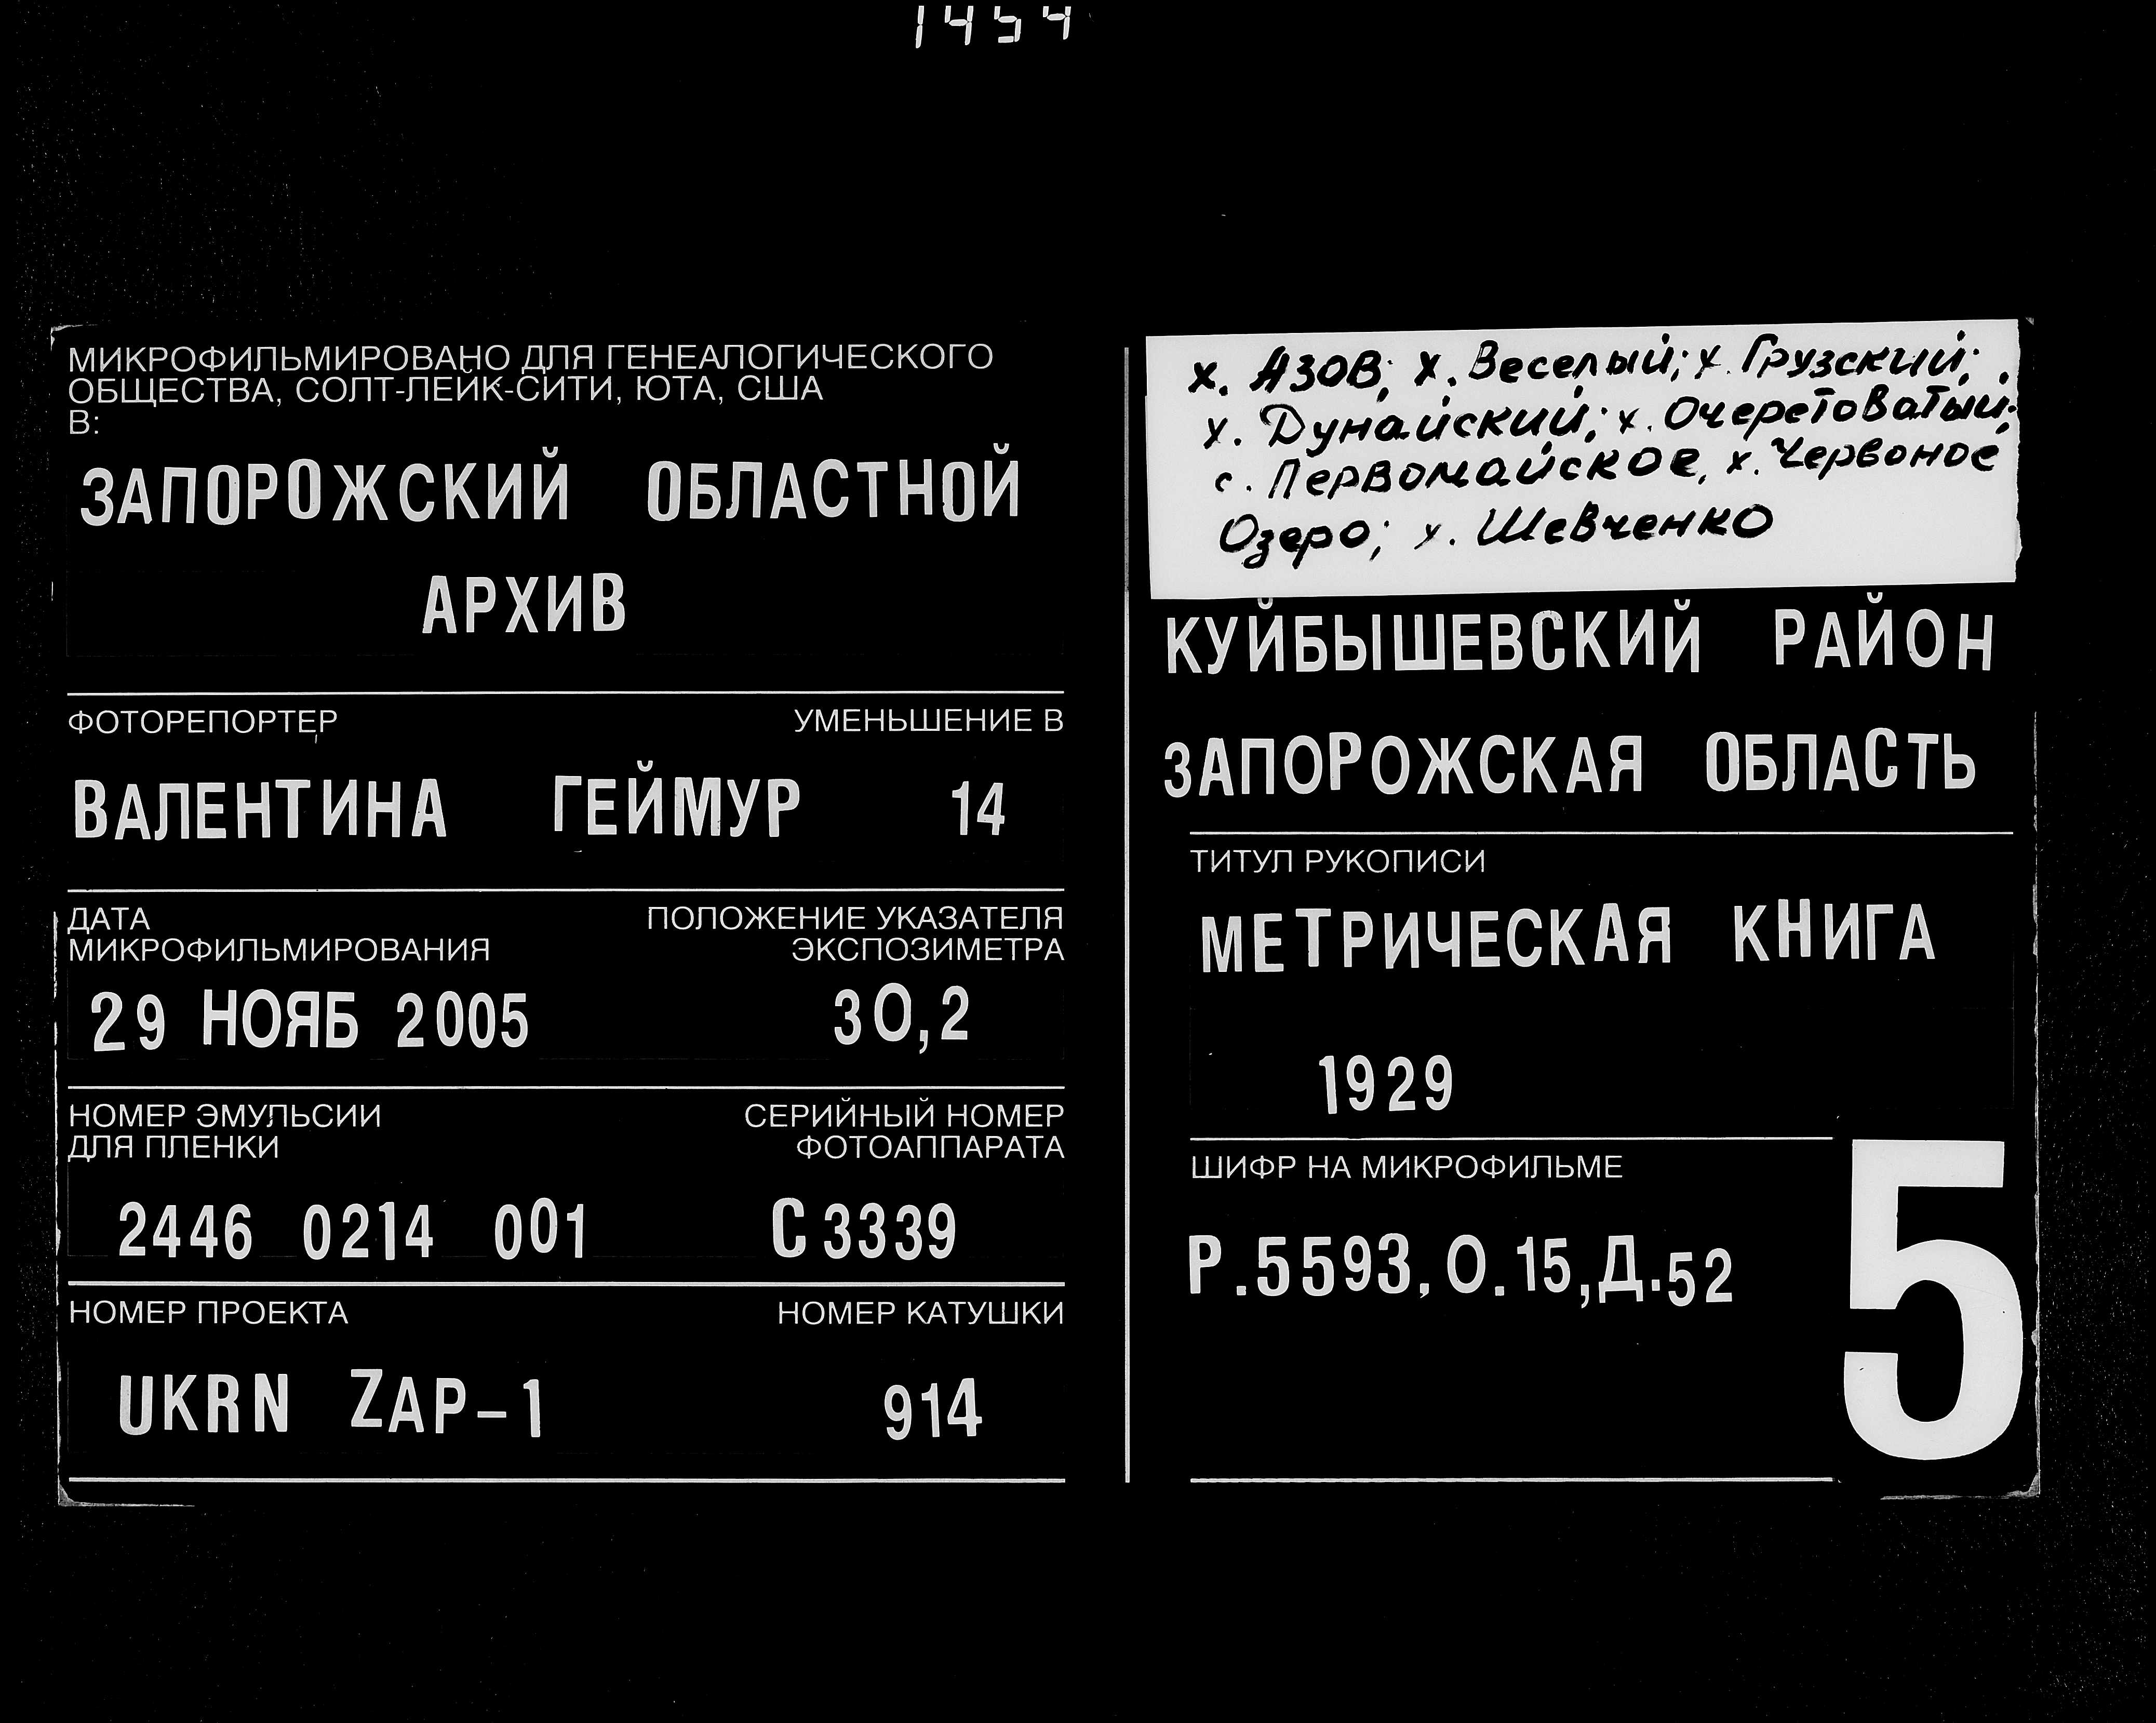 1454
МИКРОФИЛЬМИРОВАНО ДЛЯ ГЕНЕАЛОГИЧЕСКОГО
ОБЩЕСТВА, СОЛТ-ЛЕЙК-СИТИ, ЮТА, США
В:
ЗАПОРОЖСКИЙ ОБЛАСТНОЙ
АРХИВ
ФОТОРЕПОРТЕР УМЕНЬШЕНИЕ В
ВАЛЕНТИНА ГЕЙМУР 14
ДАТА
МИКРОФИЛЬМИРОВАНИЯ
ПОЛОЖЕНИЕ УКАЗАТЕЛЯ
ЭКСПОЗИМЕТРА
29 НОЯБ 2005 30,2
НОМЕР ЭМУЛЬСИИ
ДЛЯ ПЛЕНКИ
СЕРИЙНЫЙ НОМЕР
ФОТОАППАРАТА
2446 0214 001 С3339
НОМЕР ПРОЕКТА НОМЕР КАТУШКИ
UKRN ZAP-1 914
х. Азов; х. Веселый; х. Грузский;
х. Дунайский; х. Очеретоватый;
с. Первомайское, х. Червоное
Озеро; х. Шевченко
КУЙБЫШЕВСКИЙ РАЙОН
ЗАПОРОЖСКАЯ ОБЛАСТЬ
ТИТУЛ РУКОПИСИ
МЕТРИЧЕСКАЯ КНИГА
1929
ШИФР НА МИКРОФИЛЬМЕ
Р.5593,О.15,Д.52
5